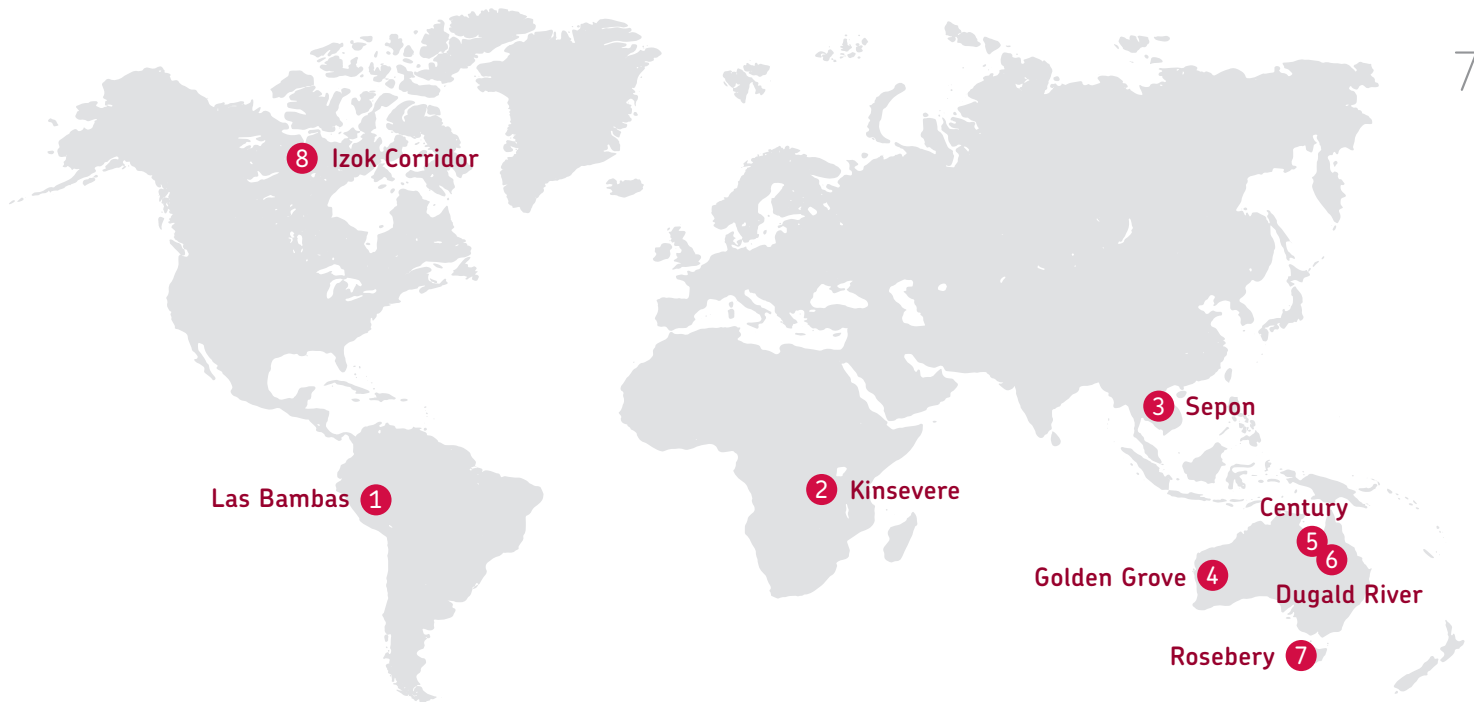 7
8 Izok Corridor
3 Sepon
Las Bambas 1
2 Kinsevere
Century
5
6
Golden Grove 4
Dugald River
Rosebery 7